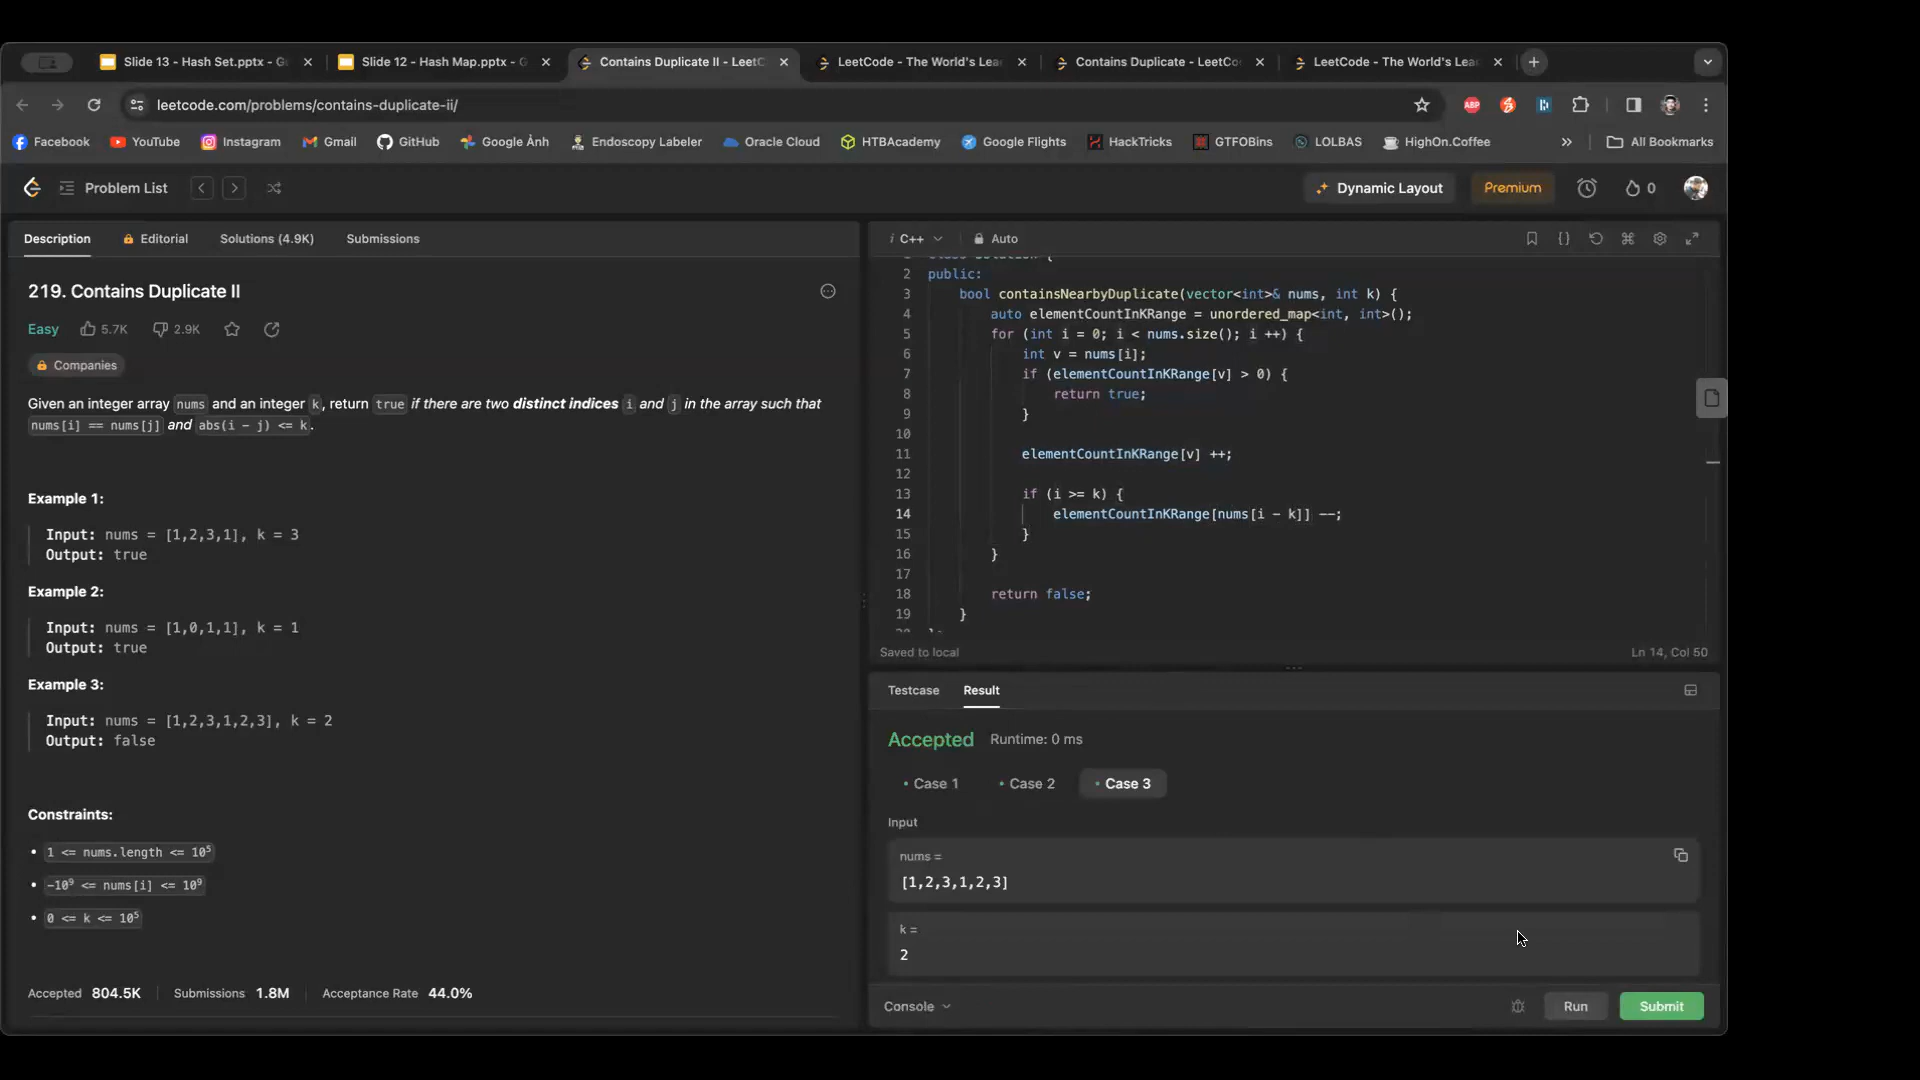 Slide 13 - Hash Set.pptx - G
Slide 12 - Hash Map.pptx - G
Contains Duplicate II - LeetC
LeetCode - The World's Lea
Contains Duplicate - LeetCo
LeetCode - The World's Lea
leetcode.com/problems/contains-duplicate-ii/
ABP
Facebook
YouTube
Instagram
Gmail
GitHub
Google Ảnh
Endoscopy Labeler
Oracle Cloud
HTBAcademy
Google Flights
HackTricks
GTFOBins
LOLBAS
HighOn.Coffee
All Bookmarks
Problem List
Dynamic Layout
Premium
0
Description
Editorial
Solutions (4.9K)
Submissions
219. Contains Duplicate II
Easy
5.7K
2.9K
Companies
Given an integer array nums and an integer k, return true if there are two distinct indices i and j in the array such that
nums[i] == nums[j] and abs(i - j) <= k.
Example 1:
Input: nums = [1,2,3,1], k = 3
Output: true
Example 2:
Input: nums = [1,0,1,1], k = 1
Output: true
Example 3:
Input: nums = [1,2,3,1,2,3], k = 2
Output: false
Constraints:
• 1 <= nums.length <= 10⁵
• -10⁹ <= nums[i] <= 10⁹
• 0 <= k <= 10⁵
Accepted 804.5K
Submissions 1.8M
Acceptance Rate 44.0%
i C++
Auto
2 public:
3 bool containsNearbyDuplicate(vector<int>& nums, int k) {
4 auto elementCountInKRange = unordered_map<int, int>();
5 for (int i = 0; i < nums.size(); i ++) {
6 int v = nums[i];
7 if (elementCountInKRange[v] > 0) {
8 return true;
9 }
10
11 elementCountInKRange[v] ++;
12
13 if (i >= k) {
14 elementCountInKRange[nums[i - k]] --;
15 }
16 }
17
18 return false;
19 }
Saved to local
Ln 14, Col 50
Testcase
Result
Accepted
Runtime: 0 ms
• Case 1
• Case 2
• Case 3
Input
nums =
[1,2,3,1,2,3]
k =
2
Console
Run
Submit